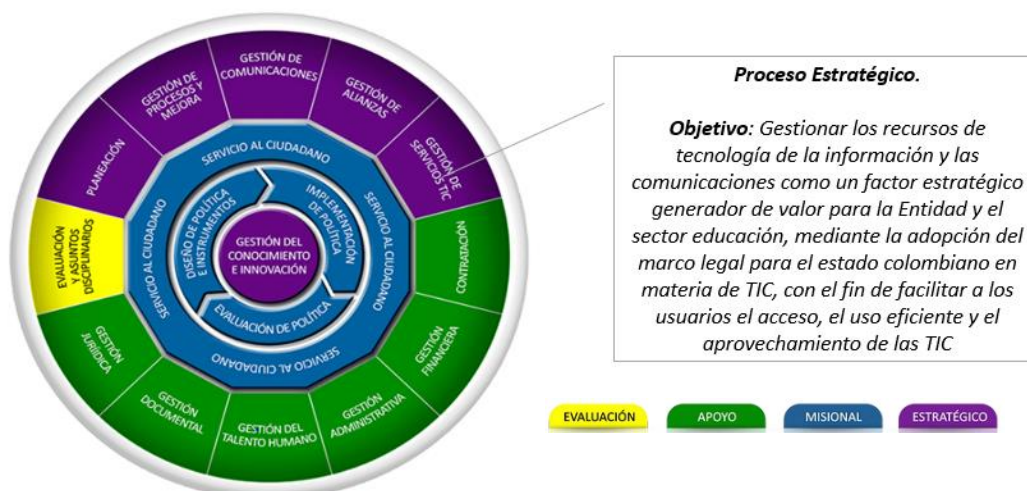 GESTIÓN DE
COMUNICACIONES
GESTIÓN DE
ALIANZAS
GESTIÓN DE
SERVICIOS TIC
CONTRATACIÓN
GESTIÓN
FINANCIERA
GESTIÓN
ADMINISTRATIVA
GESTIÓN DEL
TALENTO HUMANO
GESTIÓN
DOCUMENTAL
GESTIÓN
JURÍDICA
EVALUACIÓN
Y ASUNTOS
DISCIPLINARIOS
PLANEACIÓN
GESTIÓN DE
PROCESOS Y
MEJORA
SERVICIO AL CIUDADANO
SERVICIO AL CIUDADANO
SERVICIO AL CIUDADANO
SERVICIO AL CIUDADANO
DISEÑO DE POLÍTICA
E INSTRUMENTOS
IMPLEMENTACIÓN
DE POLÍTICA
EVALUACIÓN DE POLÍTICA
GESTIÓN DEL
CONOCIMIENTO
E INNOVACIÓN
Proceso Estratégico.
Objetivo: Gestionar los recursos de
tecnología de la información y las
comunicaciones como un factor estratégico
generador de valor para la Entidad y el
sector educación, mediante la adopción del
marco legal para el estado colombiano en
materia de TIC, con el fin de facilitar a los
usuarios el acceso, el uso eficiente y el
aprovechamiento de las TIC
EVALUACIÓN
APOYO
MISIONAL
ESTRATÉGICO